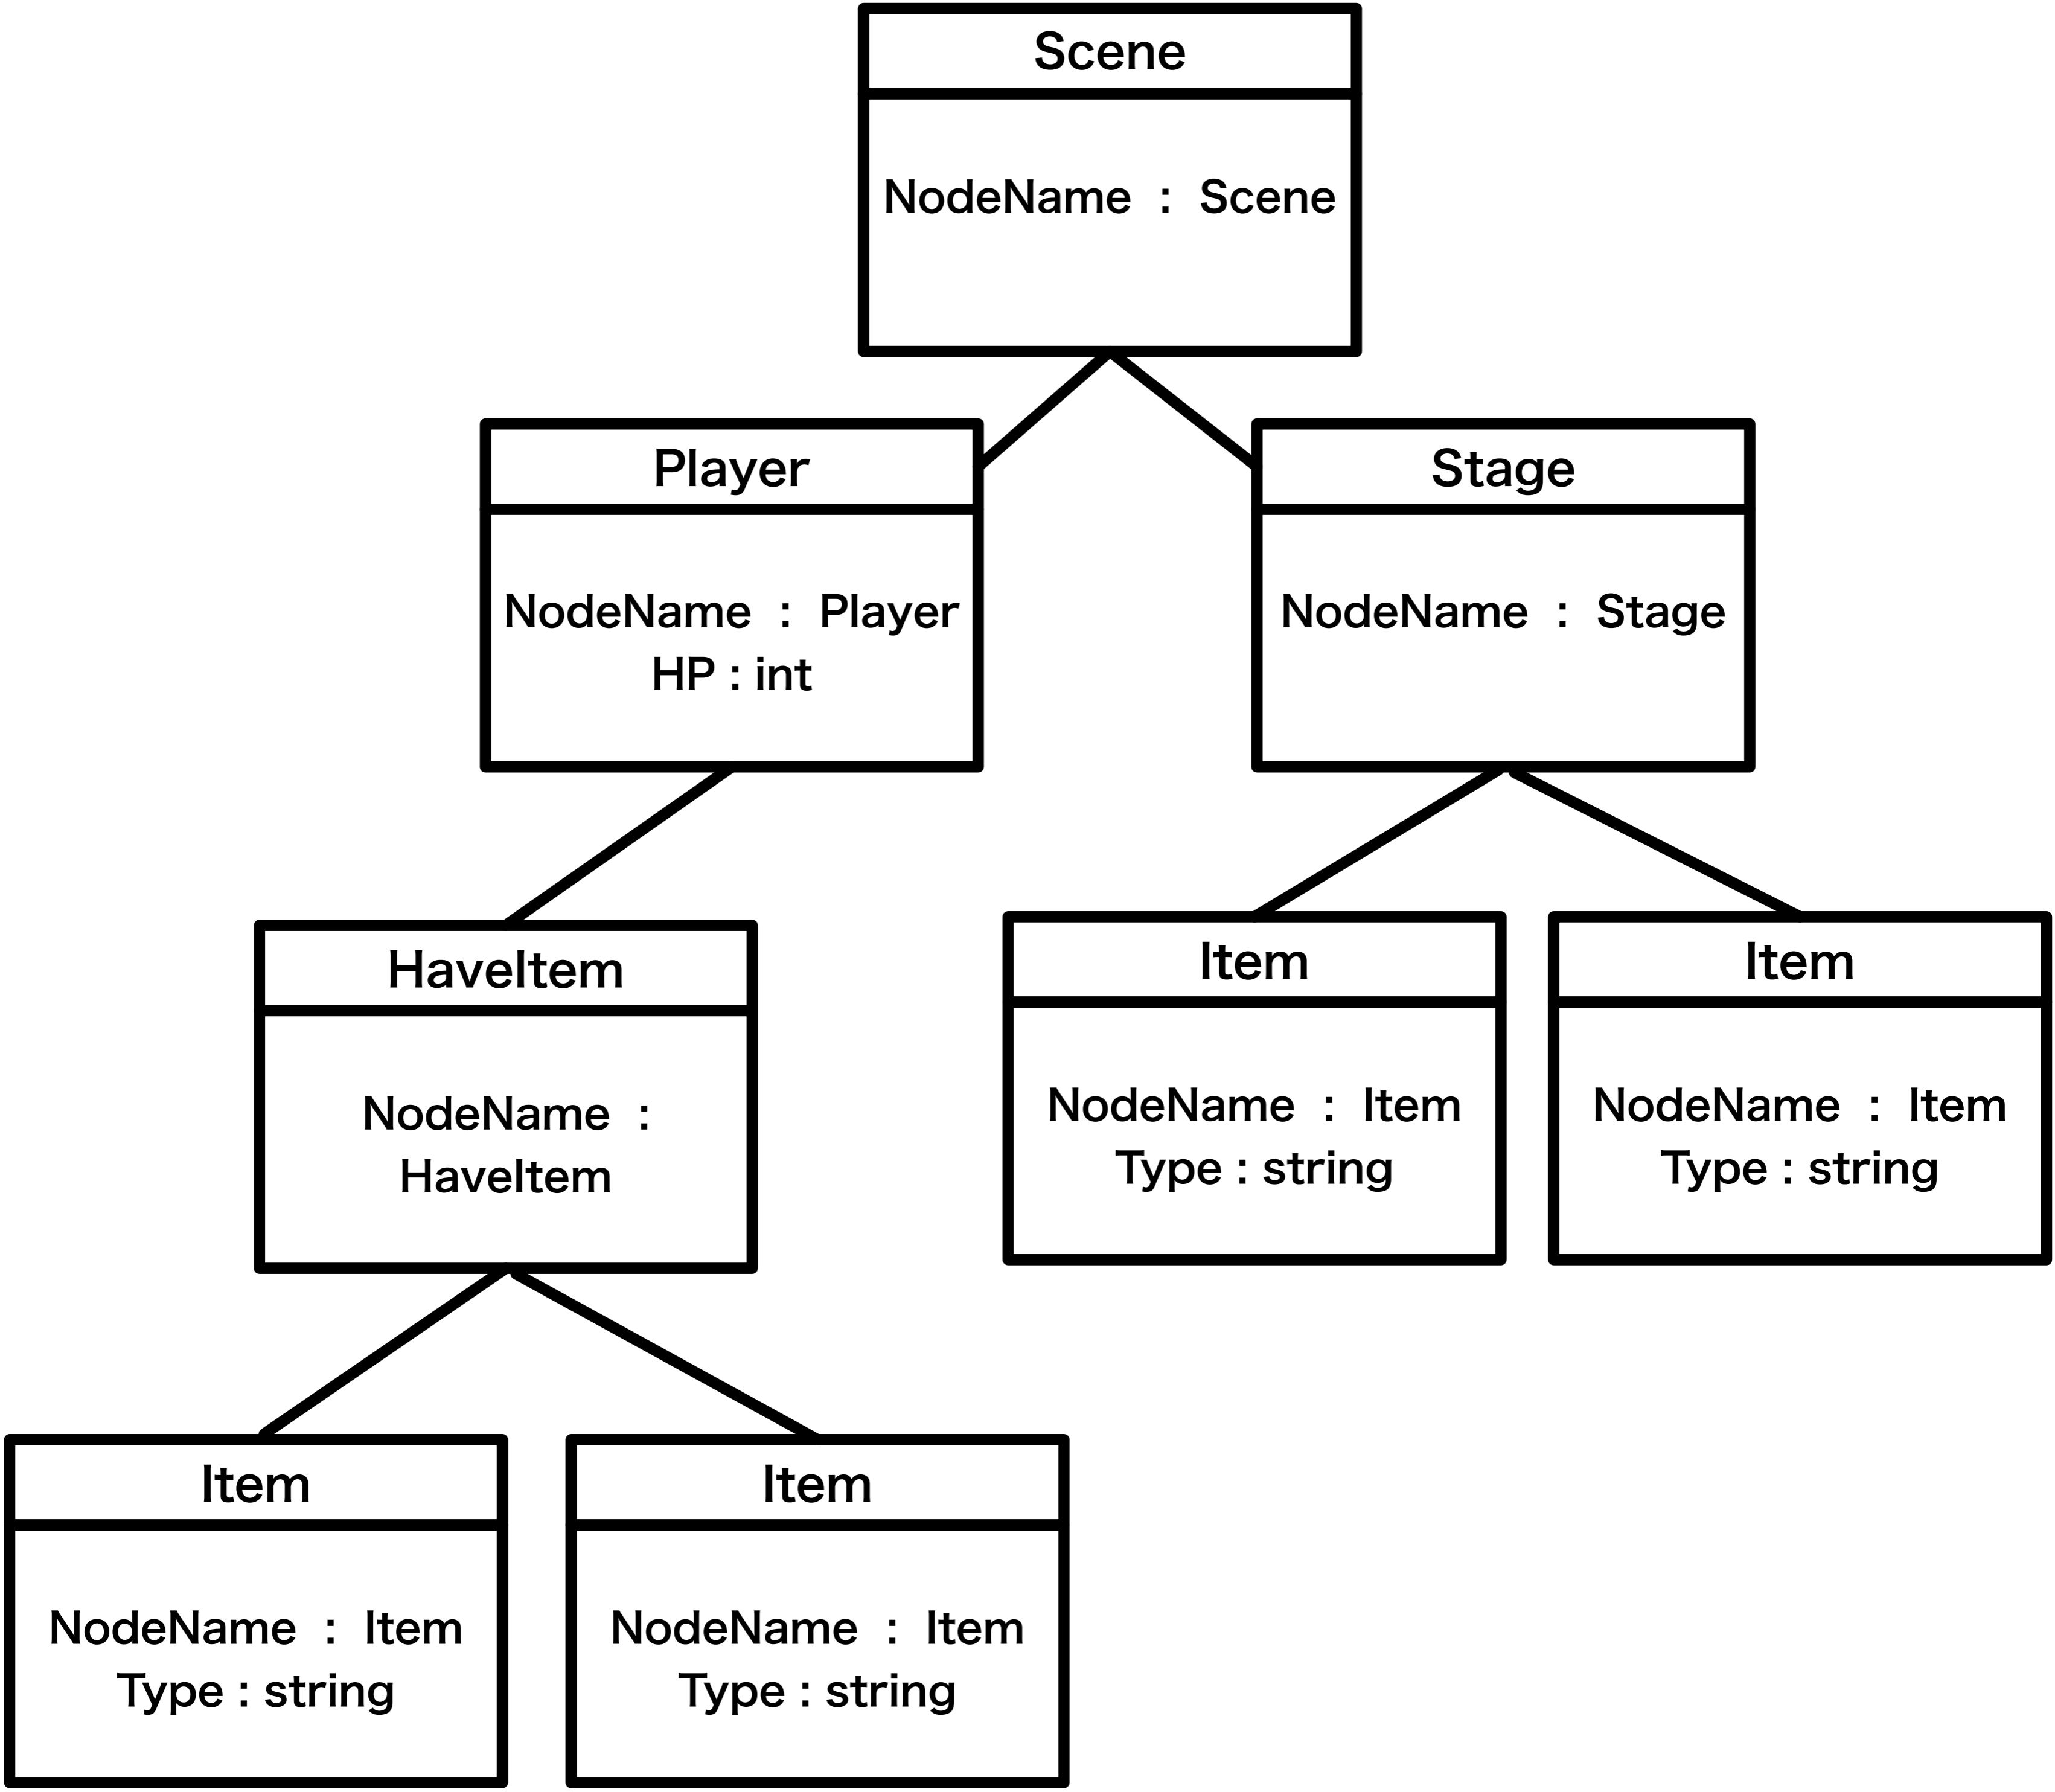 Scene
NodeName : Scene
Player
NodeName : Player
HP : int
Stage
NodeName : Stage
HaveItem
NodeName :
HaveItem
Item
NodeName : Item
Type : string
Item
NodeName : Item
Type : string
Item
NodeName : Item
Type : string
Item
NodeName : Item
Type : string